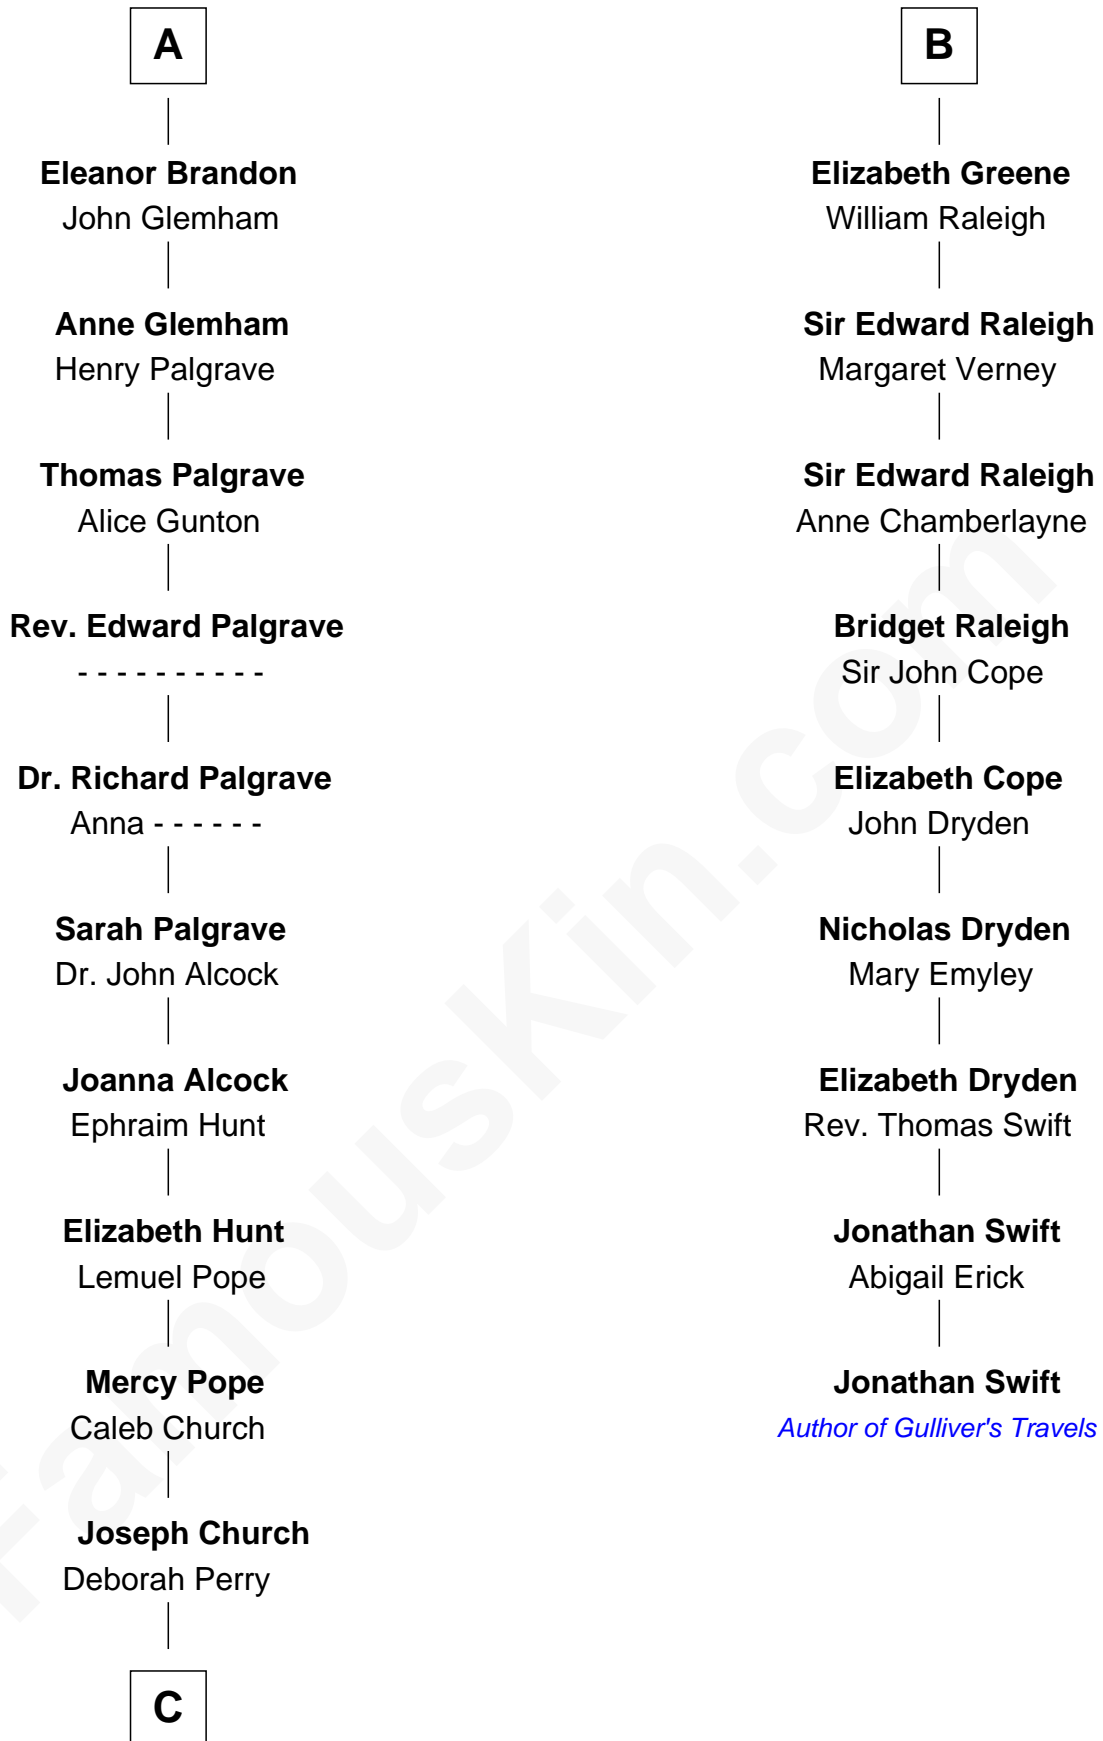 A
Eleanor Brandon
John Glemham
Anne Glemham
Henry Palgrave
Thomas Palgrave
Alice Gunton
Rev. Edward Palgrave
- - - - - - - - - -
Dr. Richard Palgrave
Anna - - - - - -
Sarah Palgrave
Dr. John Alcock
Joanna Alcock
Ephraim Hunt
Elizabeth Hunt
Lemuel Pope
Mercy Pope
Caleb Church
Joseph Church
Deborah Perry
C
B
Elizabeth Greene
William Raleigh
Sir Edward Raleigh
Margaret Verney
Sir Edward Raleigh
Anne Chamberlayne
Bridget Raleigh
Sir John Cope
Elizabeth Cope
John Dryden
Nicholas Dryden
Mary Emyley
Elizabeth Dryden
Rev. Thomas Swift
Jonathan Swift
Abigail Erick
Jonathan Swift
Author of Gulliver's Travels
FamousKin.com